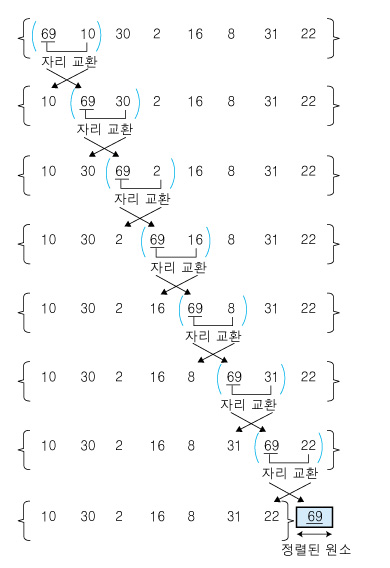 { ( 69 10 ) 30 2 16 8 31 22 }
자리 교환
{ 10 ( 69 30 ) 2 16 8 31 22 }
자리 교환
{ 10 30 ( 69 2 ) 16 8 31 22 }
자리 교환
{ 10 30 2 ( 69 16 ) 8 31 22 }
자리 교환
{ 10 30 2 16 ( 69 8 ) 31 22 }
자리 교환
{ 10 30 2 16 8 ( 69 31 ) 22 }
자리 교환
{ 10 30 2 16 8 31 ( 69 22 ) }
자리 교환
{ 10 30 2 16 8 31 22 } 69
정렬된 원소